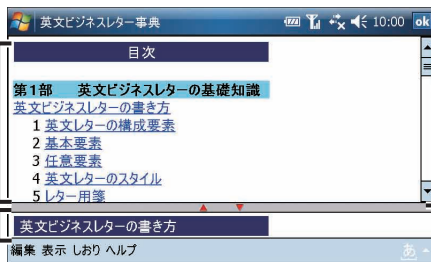 英文ビジネスレター事典
10:00 ok
目次
第1部 英文ビジネスレターの基礎知識
英文ビジネスレターの書き方
1 英文レターの構成要素
2 基本要素
3 任意要素
4 英文レターのスタイル
5 レター用箋
英文ビジネスレターの書き方
編集 表示 しおり ヘルプ
あ